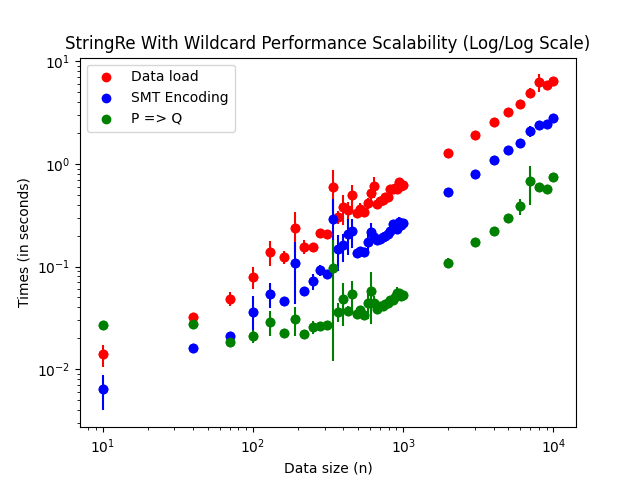 StringRe With Wildcard Performance Scalability (Log/Log Scale)
Data load
SMT Encoding
P => Q
Times (in seconds)
10¹
10⁰
10⁻¹
10⁻²
10¹ 10² 10³ 10⁴
Data size (n)